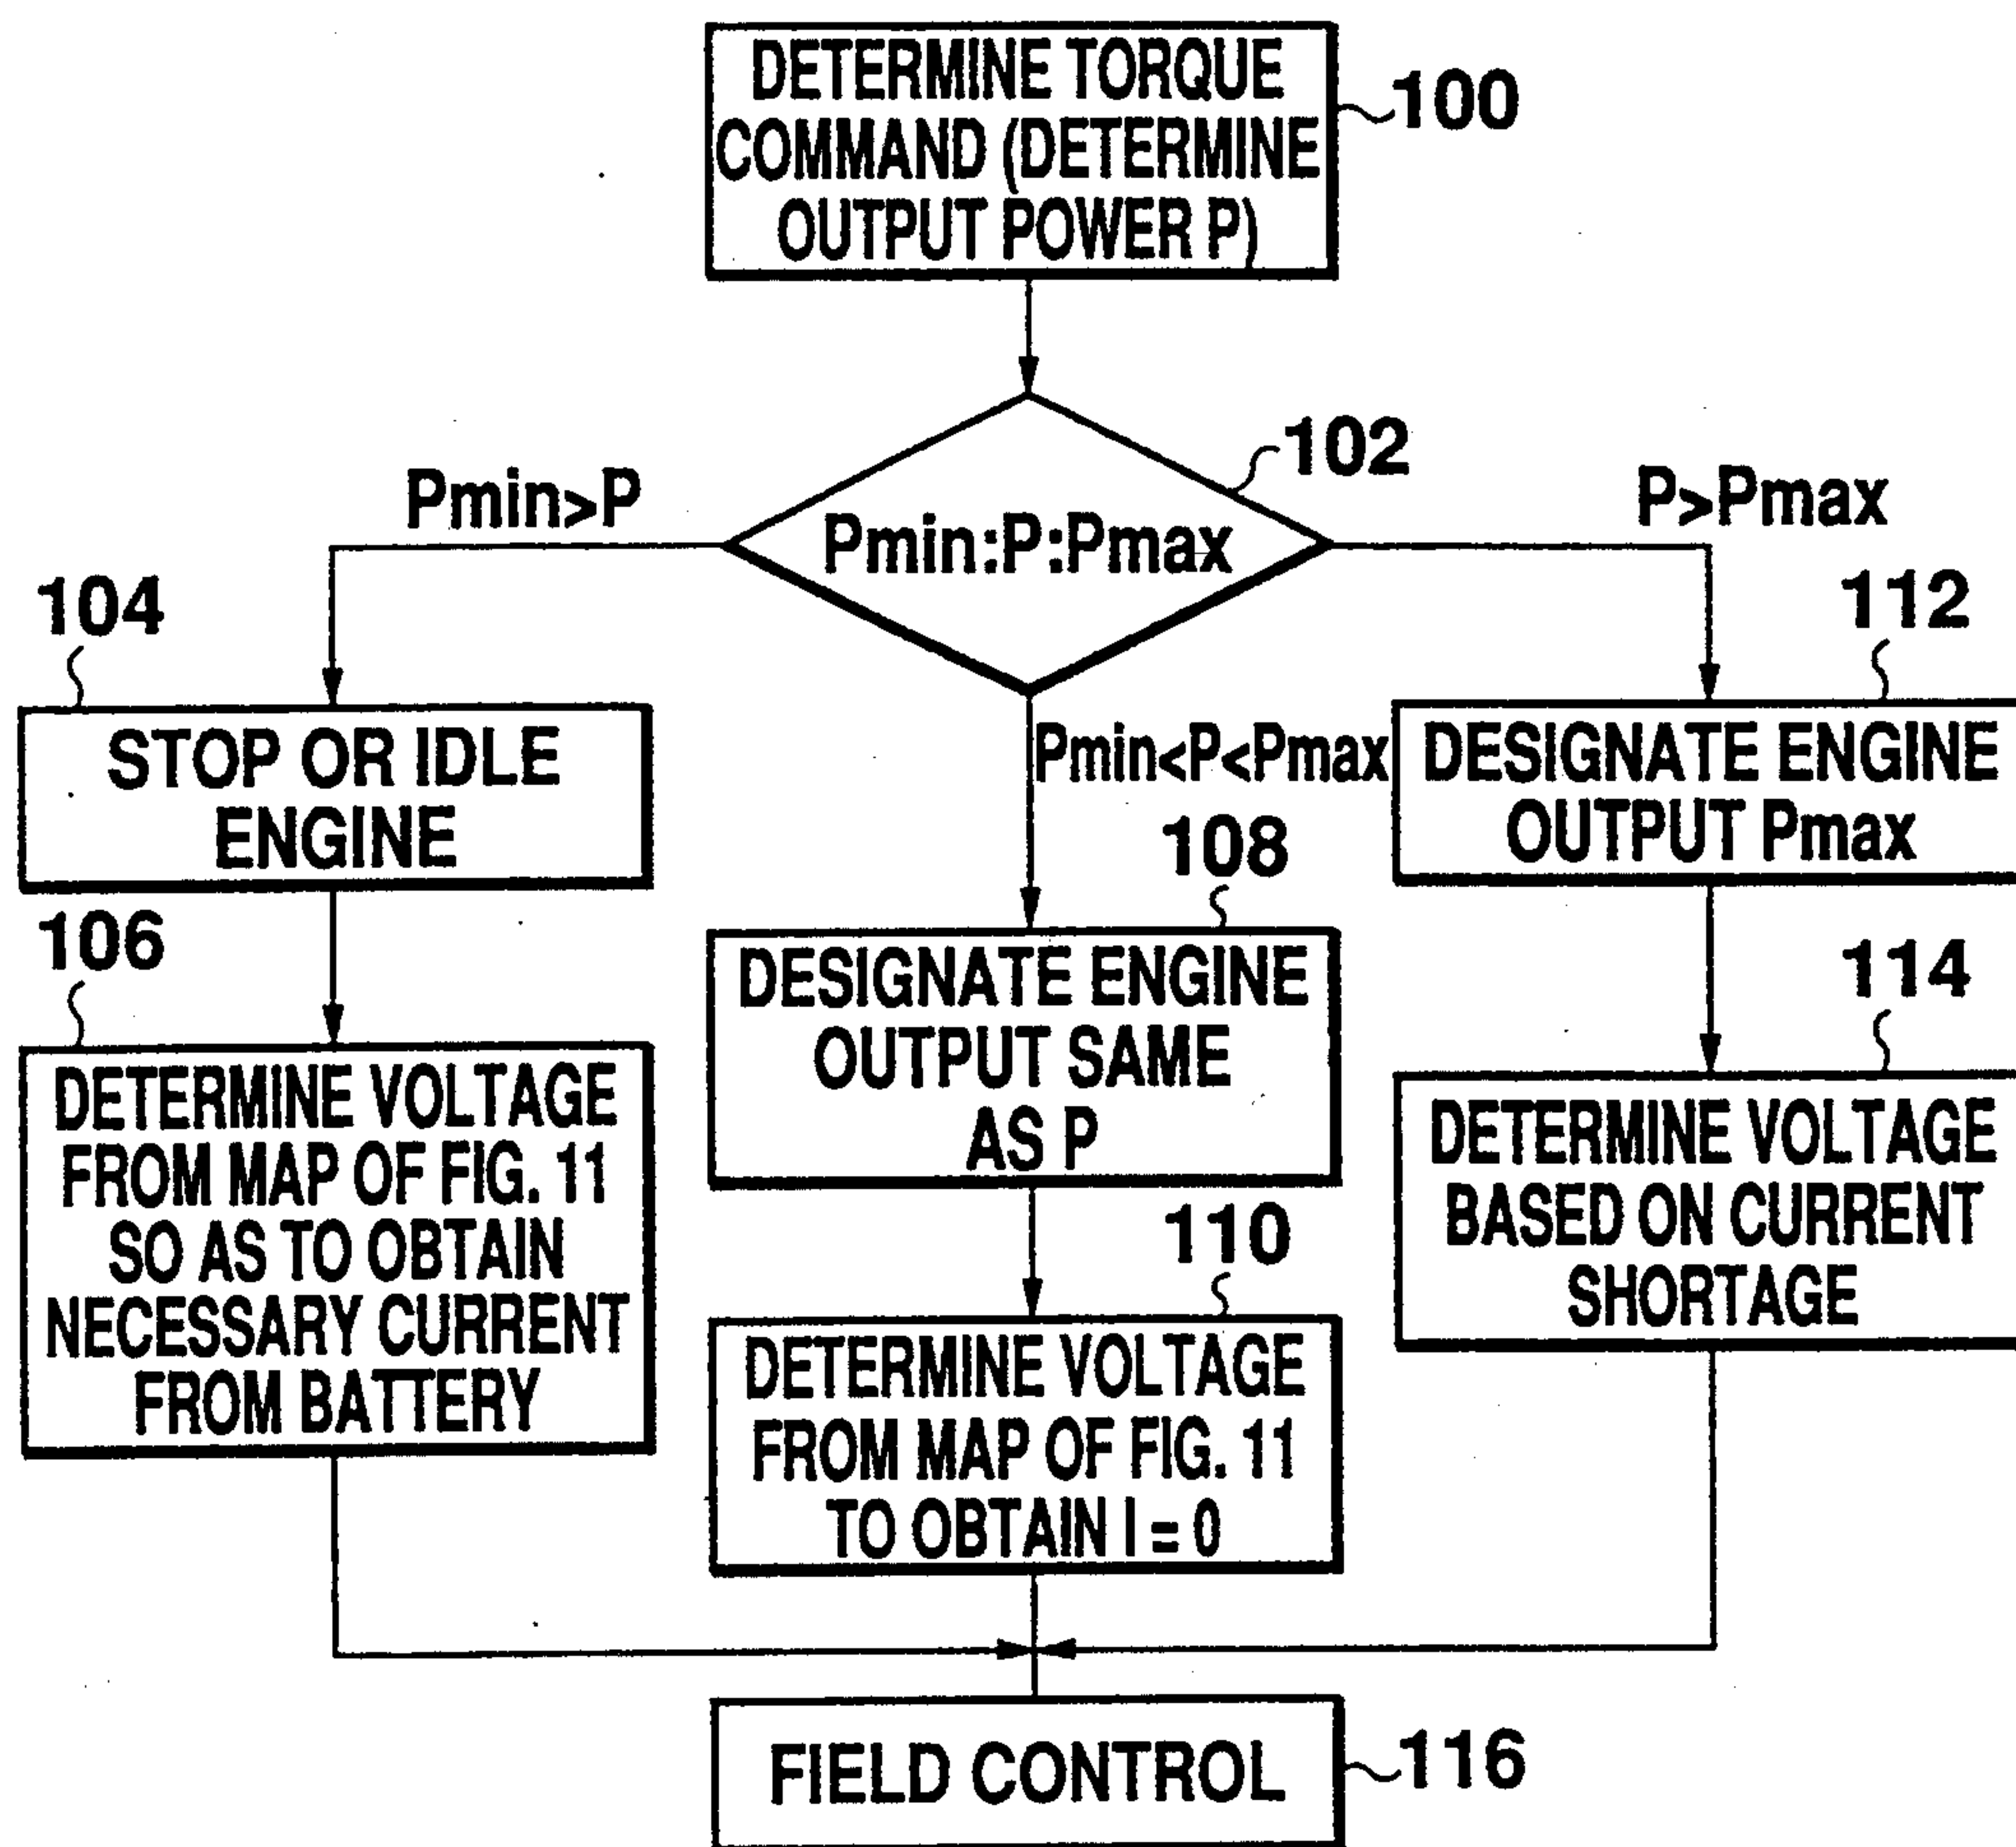 DETERMINE TORQUE
COMMAND (DETERMINE
OUTPUT POWER P)
100
102
Pmin>P
Pmin:P:Pmax
P>Pmax
104
STOP OR IDLE
ENGINE
Pmin<P<Pmax
112
DESIGNATE ENGINE
OUTPUT Pmax
106
DETERMINE VOLTAGE
FROM MAP OF FIG. 11
SO AS TO OBTAIN
NECESSARY CURRENT
FROM BATTERY
108
DESIGNATE ENGINE
OUTPUT SAME
AS P
114
DETERMINE VOLTAGE
BASED ON CURRENT
SHORTAGE
110
DETERMINE VOLTAGE
FROM MAP OF FIG. 11
TO OBTAIN I = 0
FIELD CONTROL
116